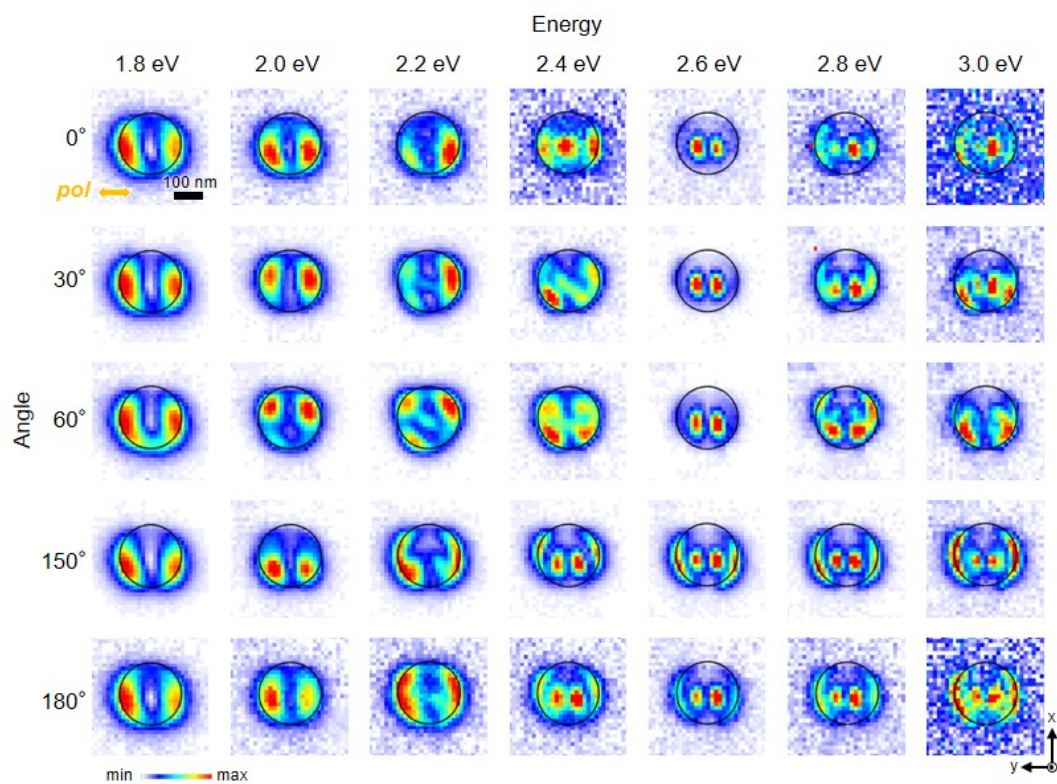 Energy
1.8 eV 2.0 eV 2.2 eV 2.4 eV 2.6 eV 2.8 eV 3.0 eV
0°
pol
100 nm
30°
Angle
60°
150°
180°
x
y
min max